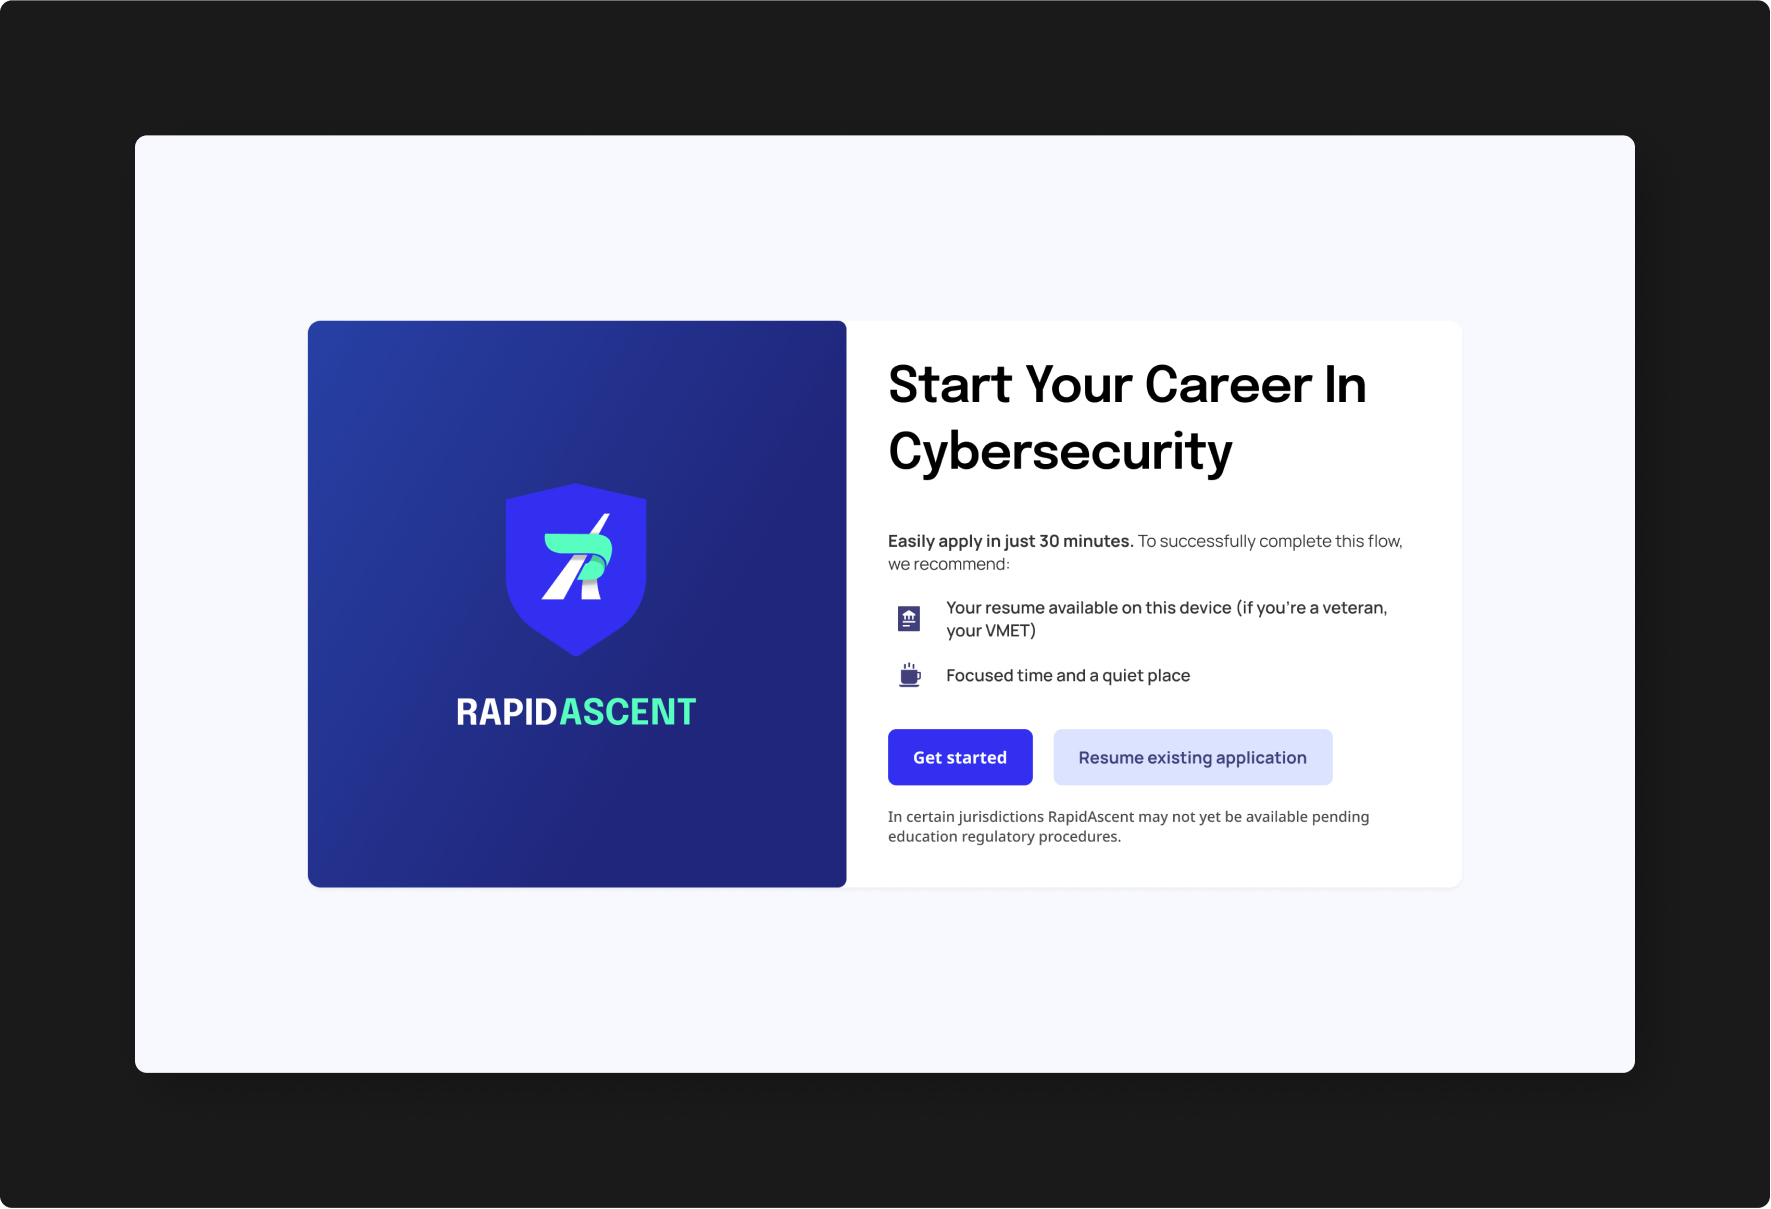 RAPIDASCENT
Start Your Career In
Cybersecurity
Easily apply in just 30 minutes. To successfully complete this flow,
we recommend:
Your resume available on this device (if you're a veteran,
your VMET)
Focused time and a quiet place
Get started
Resume existing application
In certain jurisdictions RapidAscent may not yet be available pending
education regulatory procedures.